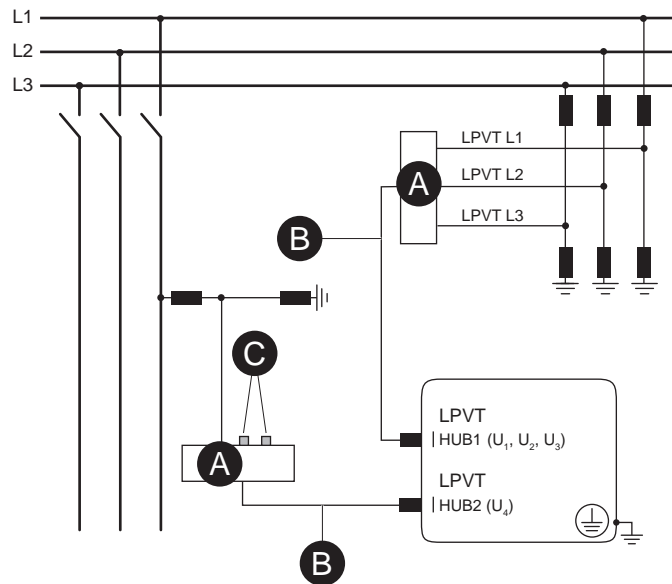 L1
L2
L3
LPVT L1
A
LPVT L2
B
LPVT L3
C
LPVT
HUB1 (U₁, U₂, U₃)
A
LPVT
HUB2 (U₄)
B